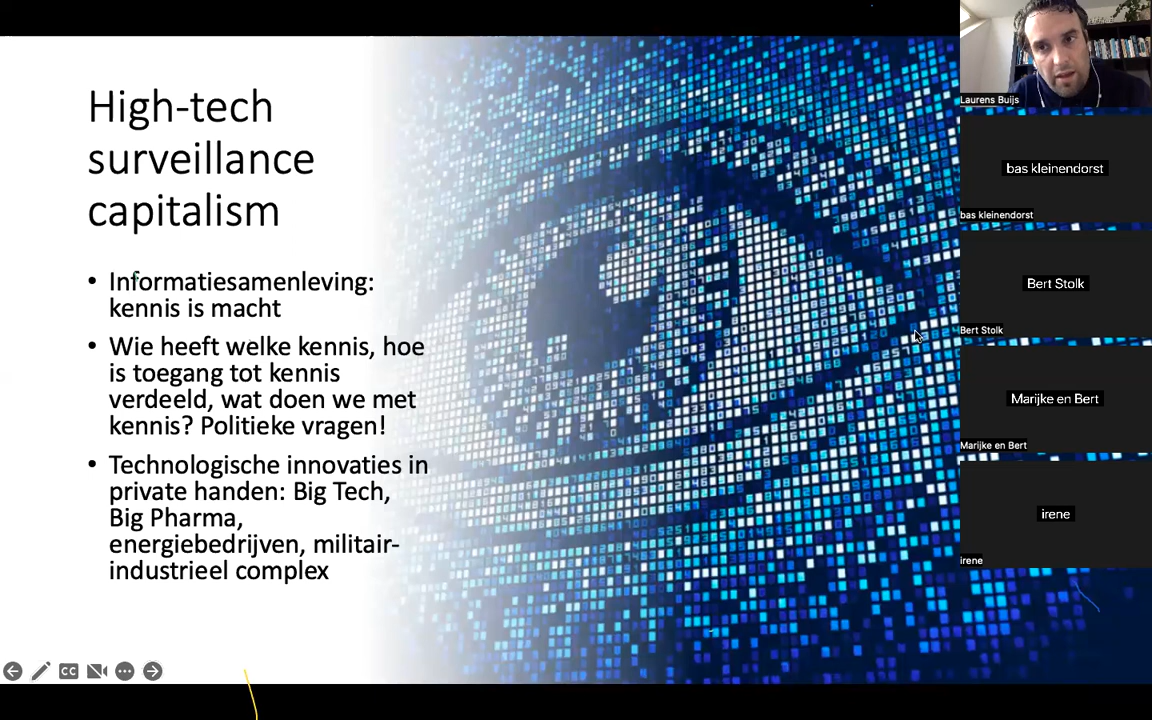 High-tech
surveillance
capitalism
• Informatiesamenleving:
kennis is macht
• Wie heeft welke kennis, hoe
is toegang tot kennis
verdeeld, wat doen we met
kennis? Politieke vragen!
• Technologische innovaties in
private handen: Big Tech,
Big Pharma,
energiebedrijven, militair-
industrieel complex
CC
Laurens Buijs
bas kleinendorst
bas kleinendorst
Bert Stolk
Bert Stolk
Marijke en Bert
Marijke en Bert
irene
irene